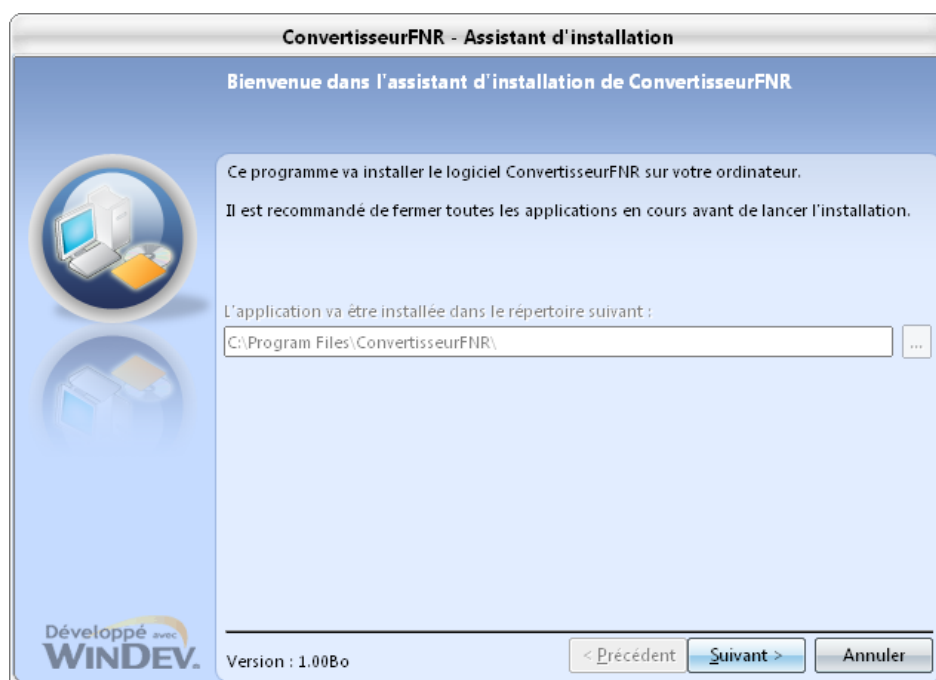 ConvertisseurFNR - Assistant d'installation
Bienvenue dans l'assistant d'installation de ConvertisseurFNR
Ce programme va installer le logiciel ConvertisseurFNR sur votre ordinateur.
Il est recommandé de fermer toutes les applications en cours avant de lancer l'installation.
L'application va être installée dans le répertoire suivant :
C:\Program Files\ConvertisseurFNR\
...
Développé avec
WINDEV.
Version : 1.00Bo
< Précédent
Suivant >
Annuler